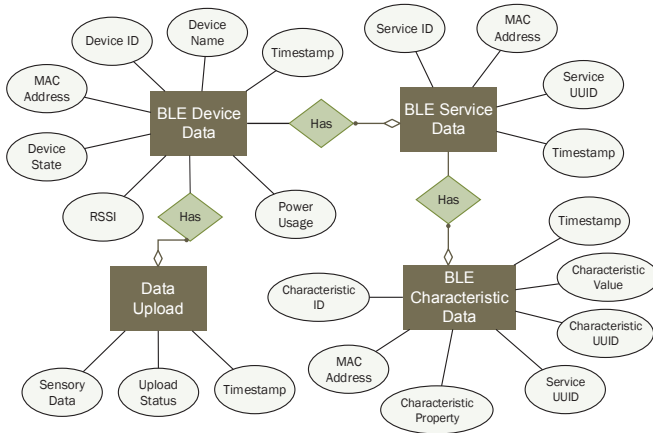 Device ID
Device
Name
Timestamp
MAC
Address
Device
State
RSSI
Power
Usage
BLE Device
Data
Has
Service ID
MAC
Address
Service
UUID
Timestamp
BLE Service
Data
Has
Has
Data
Upload
Sensory
Data
Upload
Status
Timestamp
BLE
Characteristic
Data
Timestamp
Characteristic
Value
Characteristic
UUID
Service
UUID
Characteristic
Property
MAC
Address
Characteristic
ID